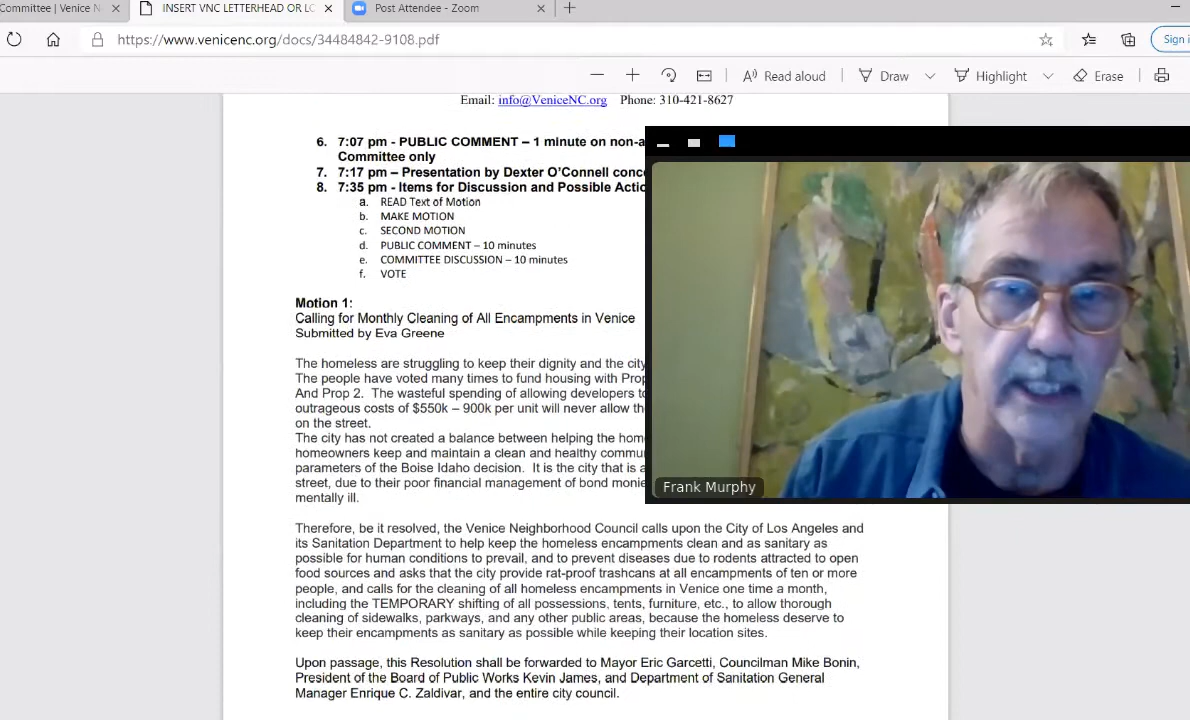 Committee | Venice N
INSERT VNC LETTERHEAD OR LO
Post Attendee - Zoom
https://www.venicenc.org/docs/34484842-9108.pdf
Sign i
Read aloud
Draw
Highlight
Erase
Email: info@VeniceNC.org Phone: 310-421-8627
6. 7:07 pm - PUBLIC COMMENT – 1 minute on non-a
Committee only
7. 7:17 pm – Presentation by Dexter O'Connell conc
8. 7:35 pm - Items for Discussion and Possible Actio
a. READ Text of Motion
b. MAKE MOTION
c. SECOND MOTION
d. PUBLIC COMMENT – 10 minutes
e. COMMITTEE DISCUSSION – 10 minutes
f. VOTE
Motion 1:
Calling for Monthly Cleaning of All Encampments in Venice
Submitted by Eva Greene
The homeless are struggling to keep their dignity and the city
The people have voted many times to fund housing with Prop
And Prop 2. The wasteful spending of allowing developers to
outrageous costs of $550k – 900k per unit will never allow th
on the street.
The city has not created a balance between helping the hom
homeowners keep and maintain a clean and healthy commu
parameters of the Boise Idaho decision. It is the city that is a
street, due to their poor financial management of bond monie
mentally ill.
Therefore, be it resolved, the Venice Neighborhood Council calls upon the City of Los Angeles and
its Sanitation Department to help keep the homeless encampments clean and as sanitary as
possible for human conditions to prevail, and to prevent diseases due to rodents attracted to open
food sources and asks that the city provide rat-proof trashcans at all encampments of ten or more
people, and calls for the cleaning of all homeless encampments in Venice one time a month,
including the TEMPORARY shifting of all possessions, tents, furniture, etc., to allow thorough
cleaning of sidewalks, parkways, and any other public areas, because the homeless deserve to
keep their encampments as sanitary as possible while keeping their location sites.
Upon passage, this Resolution shall be forwarded to Mayor Eric Garcetti, Councilman Mike Bonin,
President of the Board of Public Works Kevin James, and Department of Sanitation General
Manager Enrique C. Zaldivar, and the entire city council.
Frank Murphy